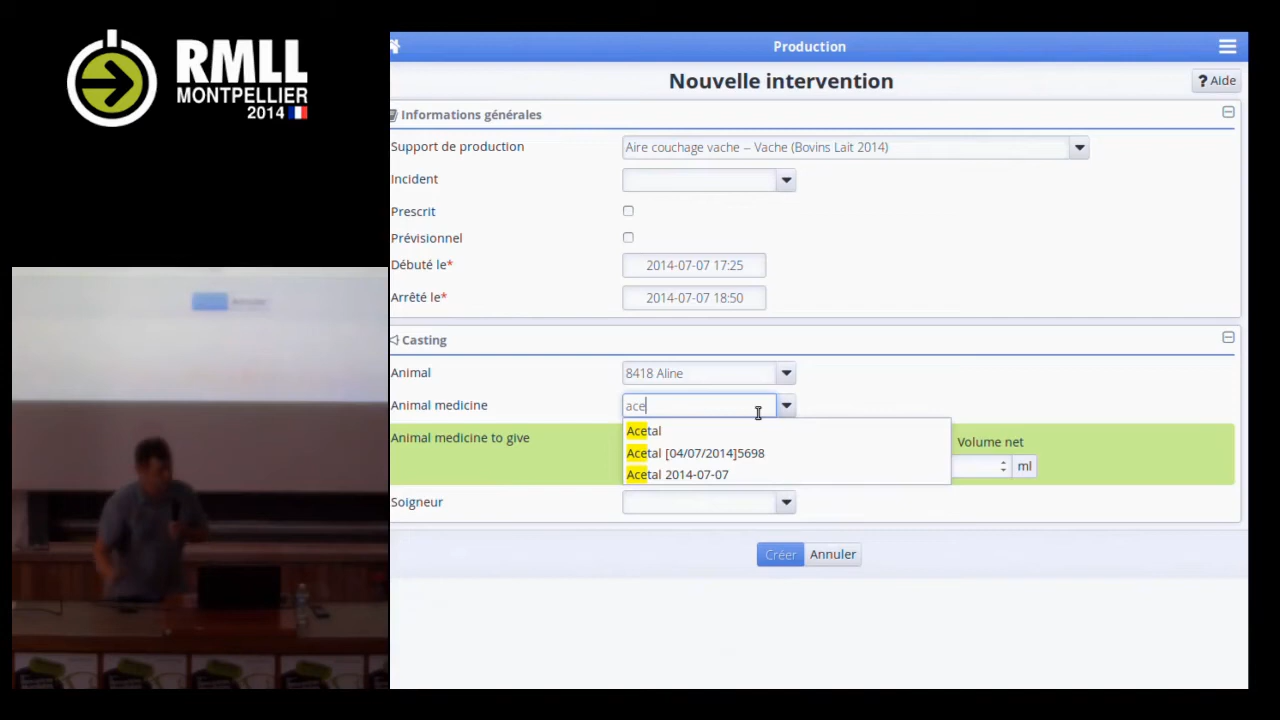 RMLL
MONTPELLIER
2014
Production
Nouvelle intervention
? Aide
Informations générales
Support de production
Aire couchage vache – Vache (Bovins Lait 2014)
Incident
Prescrit
Prévisionnel
Débuté le*
2014-07-07 17:25
Arrêté le*
2014-07-07 18:50
Casting
Animal
8418 Aline
Animal medicine
ace
Acetal
Acetal [04/07/2014]5698
Acetal 2014-07-07
Animal medicine to give
Volume net
ml
Soigneur
Créer
Annuler